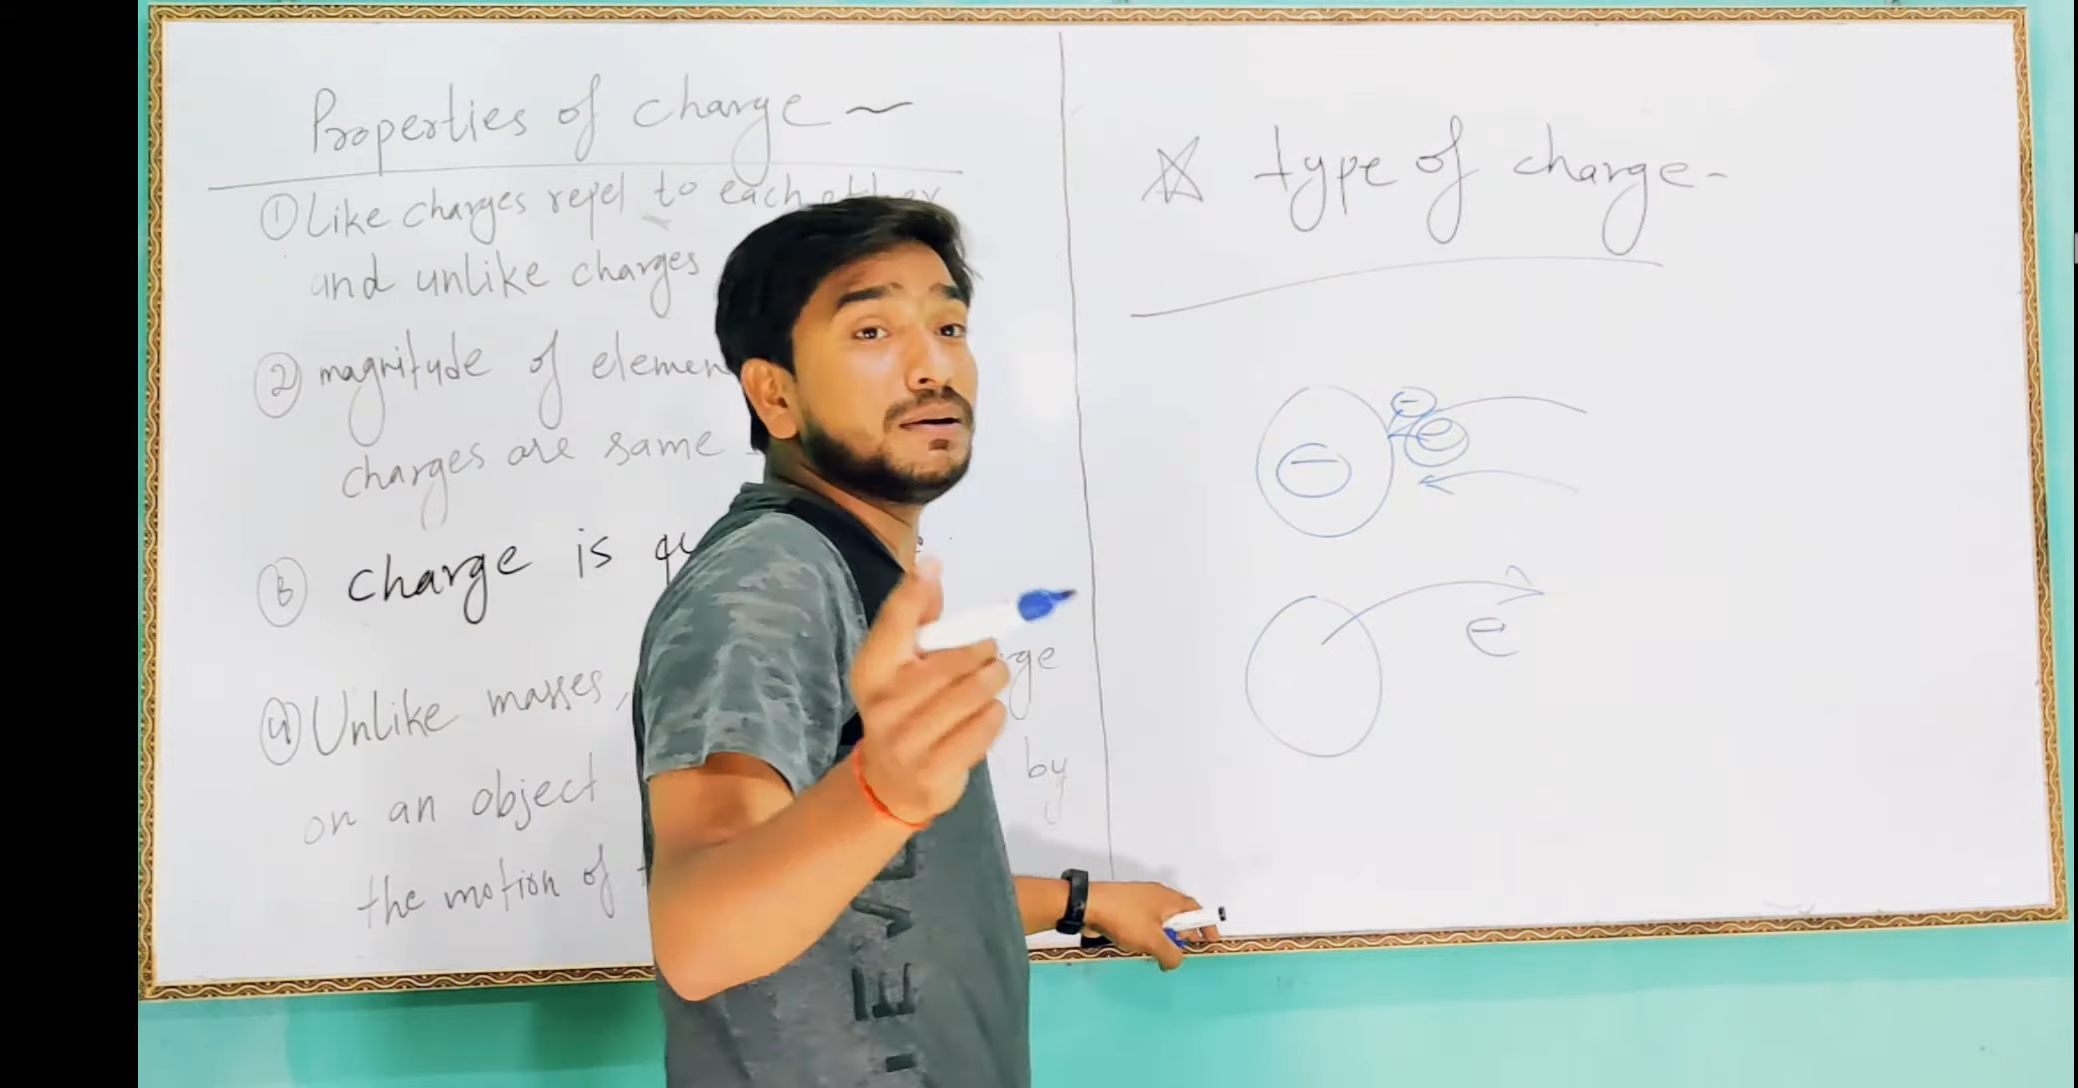 Properties of charge ~
① Like charges repel to each other
and unlike charges
② magnitude of elemen
charges are same
③ charge is qu
④ Unlike masses, rge
on an object by
the motion of t
☆ type of charge -
−
−
e
e